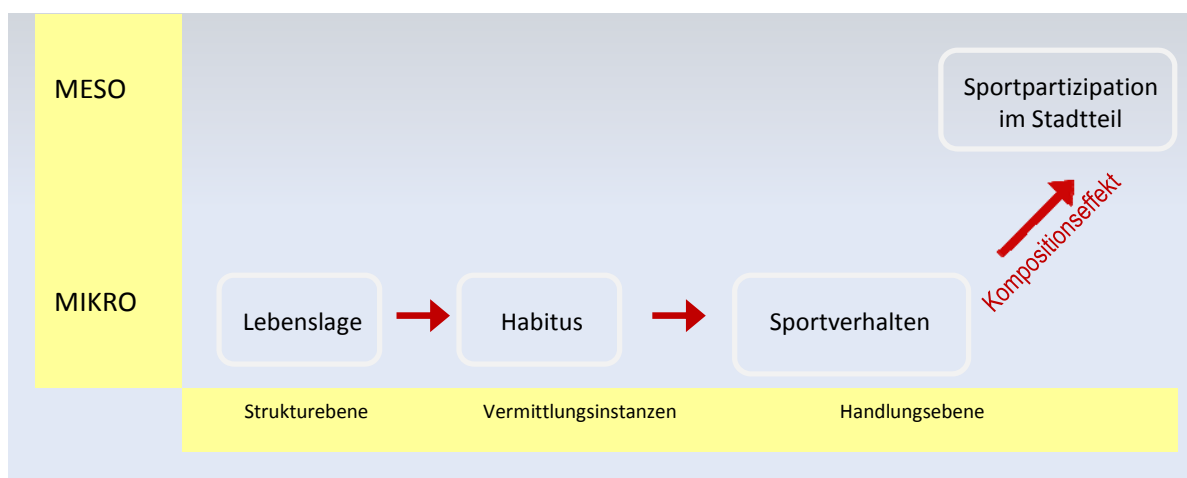 MESO
Sportpartizipation
im Stadtteil
Kompositionseffekt
MIKRO
Lebenslage
Habitus
Sportverhalten
Strukturebene
Vermittlungsinstanzen
Handlungsebene